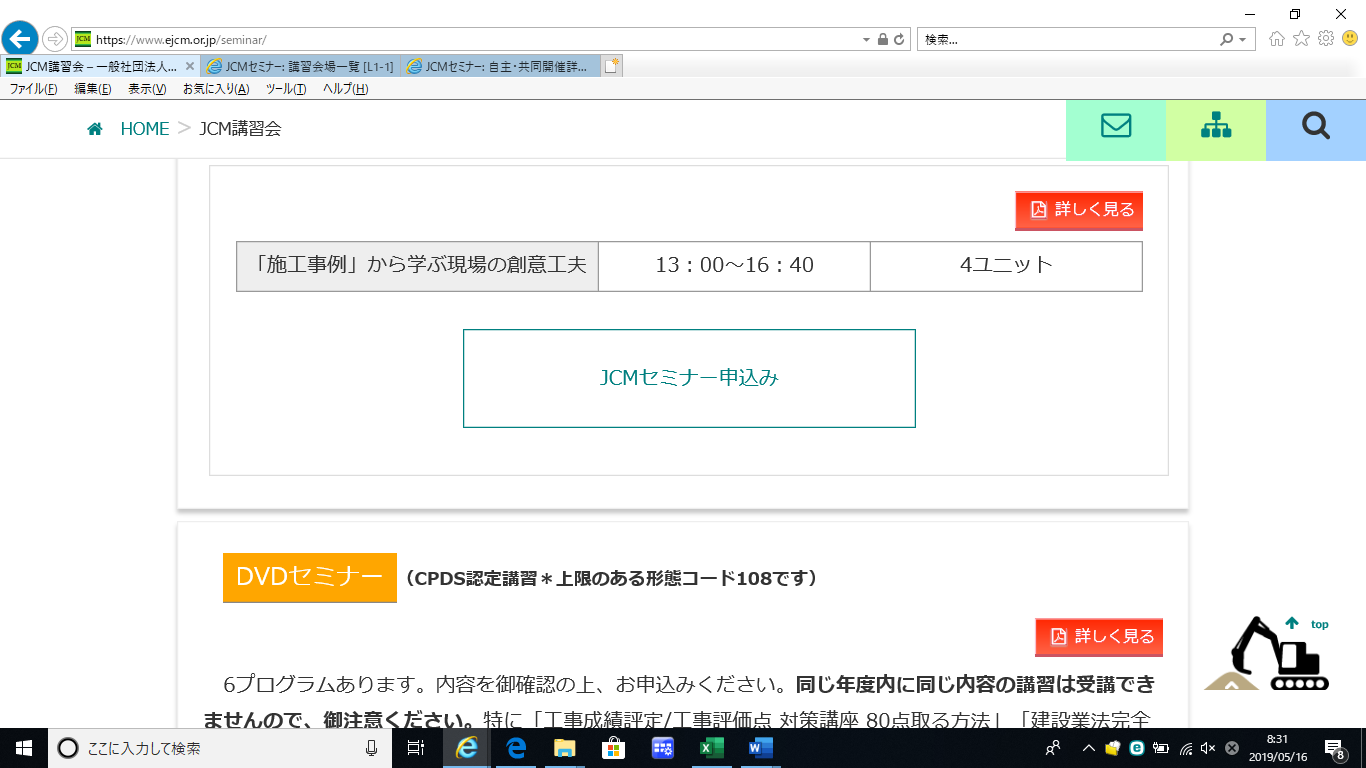 https://www.ejcm.or.jp/seminar/
検索...
JCM講習会 – 一般社団法人...
JCMセミナー: 講習会場一覧 [L1-1]
JCMセミナー: 自主・共同開催詳...
ファイル(F) 編集(E) 表示(V) お気に入り(A) ツール(T) ヘルプ(H)
HOME > JCM講習会
詳しく見る
「施工事例」から学ぶ現場の創意工夫 13：00～16：40 4ユニット
JCMセミナー申込み
DVDセミナー （CPDS認定講習＊上限のある形態コード108です）
top
詳しく見る
6プログラムあります。内容を御確認の上、お申込みください。同じ年度内に同じ内容の講習は受講でき
ませんので、御注意ください。特に「工事成績評定/工事評価点 対策講座 80点取る方法」「建設業法完全
ここに入力して検索
8:31
2019/05/16
8